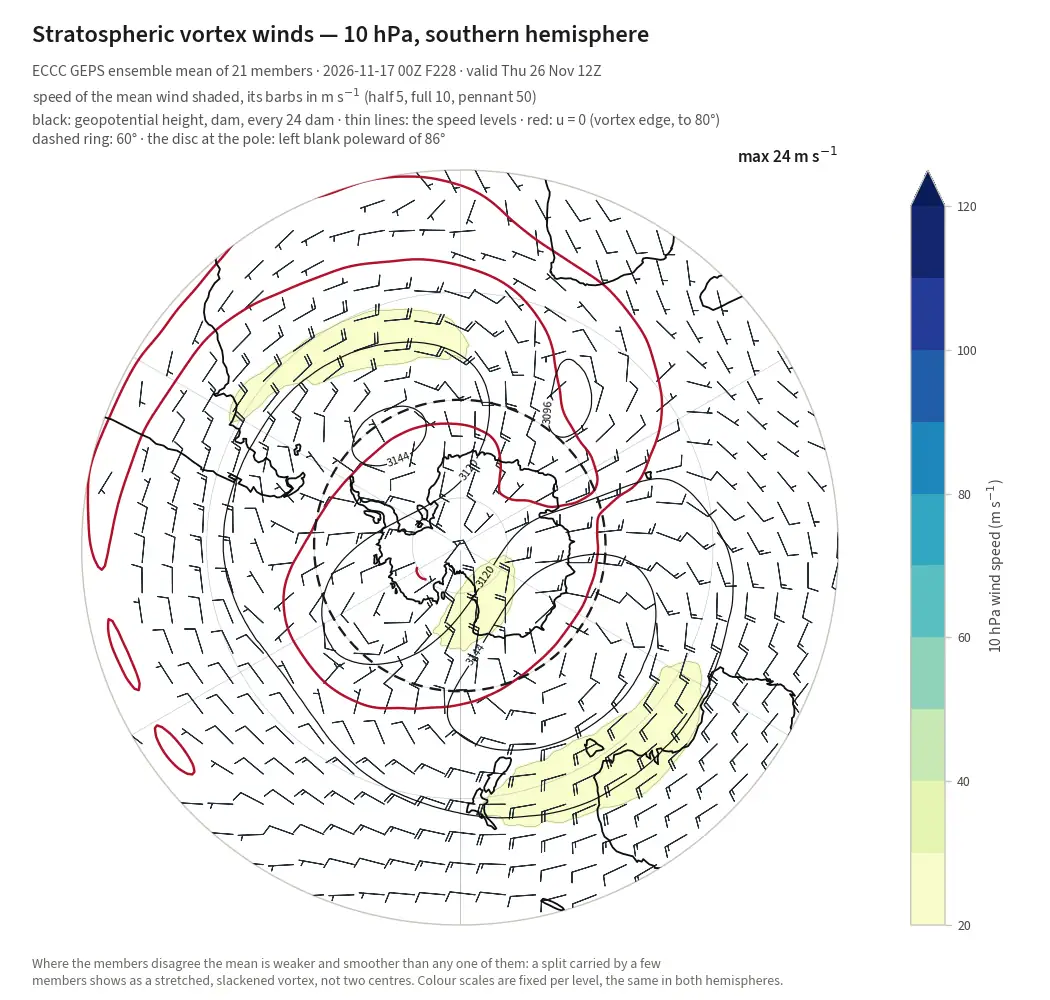 Stratospheric vortex winds — 10 hPa, southern hemisphere
ECCC GEPS ensemble mean of 21 members · 2026-11-17 00Z F228 · valid Thu 26 Nov 12Z
speed of the mean wind shaded, its barbs in m s⁻¹ (half 5, full 10, pennant 50)
black: geopotential height, dam, every 24 dam · thin lines: the speed levels · red: u = 0 (vortex edge, to 80°)
dashed ring: 60° · the disc at the pole: left blank poleward of 86°
max 24 m s⁻¹
120
100
80
60
40
20
10 hPa wind speed (m s⁻¹)
3096
3144
3120
3120
3144
Where the members disagree the mean is weaker and smoother than any one of them: a split carried by a few
members shows as a stretched, slackened vortex, not two centres. Colour scales are fixed per level, the same in both hemispheres.